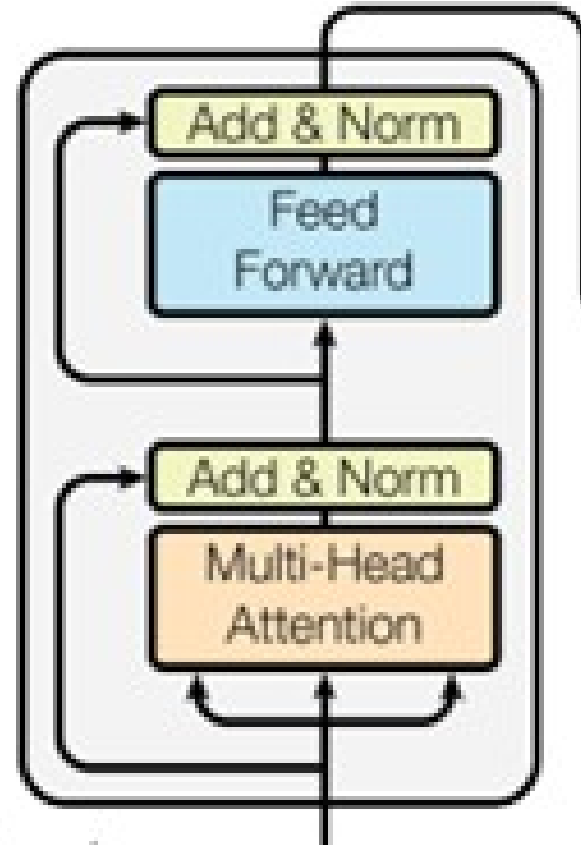 Add & Norm
Feed
Forward
Add & Norm
Multi-Head
Attention